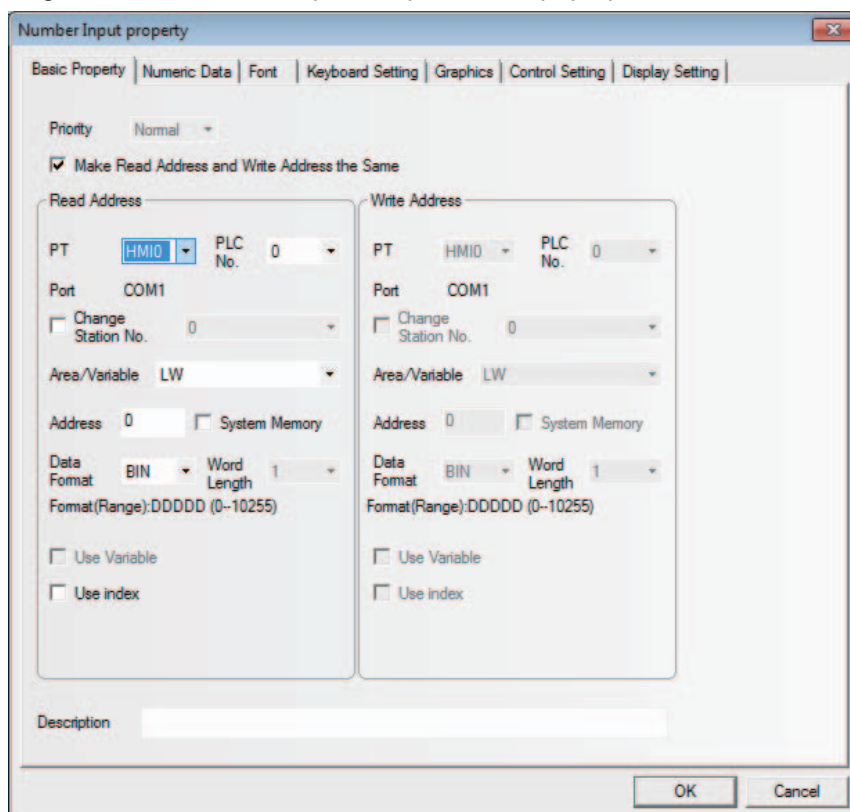 Number Input property
Basic Property Numeric Data Font Keyboard Setting Graphics Control Setting Display Setting
Priority Normal
Make Read Address and Write Address the Same
Read Address Write Address
PT HMI0 PLC No. 0 PT HMI0 PLC No. 0
Port COM1 Port COM1
Change Station No. 0 Change Station No. 0
Area/Variable LW Area/Variable LW
Address 0 System Memory Address 0 System Memory
Data Format BIN Word Length 1 Data Format BIN Word Length 1
Format(Range):DDDDD (0--10255) Format(Range):DDDDD (0--10255)
Use Variable Use Variable
Use index Use index
Description
OK Cancel